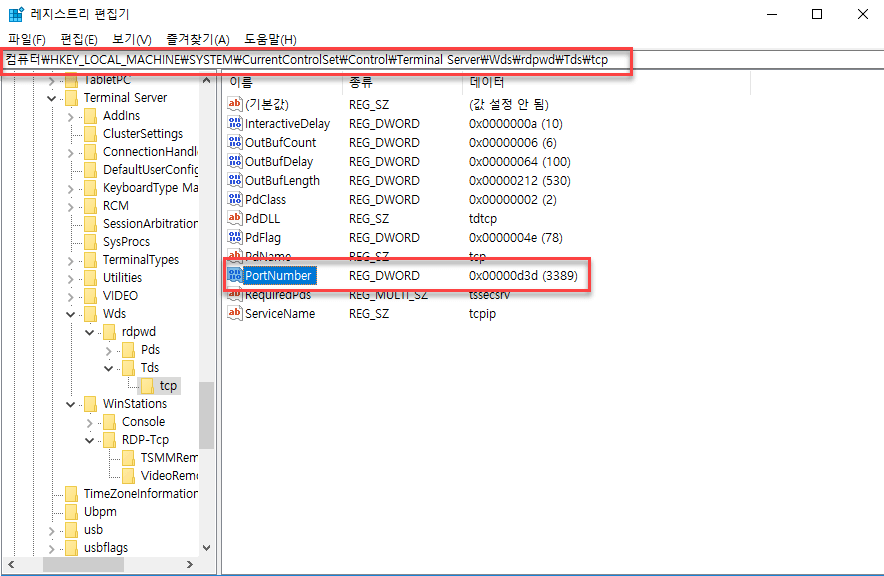 레지스트리 편집기
파일(F) 편집(E) 보기(V) 즐겨찾기(A) 도움말(H)
컴퓨터₩HKEY_LOCAL_MACHINE₩SYSTEM₩CurrentControlSet₩Control₩Terminal Server₩Wds₩rdpwd₩Tds₩tcp
TabletPC
Terminal Server
AddIns
ClusterSettings
ConnectionHandl
DefaultUserConfig
KeyboardType Ma
RCM
SessionArbitration
SysProcs
TerminalTypes
Utilities
VIDEO
Wds
rdpwd
Pds
Tds
tcp
WinStations
Console
RDP-Tcp
TSMMRem
VideoRemo
TimeZoneInformation
Ubpm
usb
usbflags
이름 종류 데이터
(기본값) REG_SZ (값 설정 안 됨)
InteractiveDelay REG_DWORD 0x0000000a (10)
OutBufCount REG_DWORD 0x00000006 (6)
OutBufDelay REG_DWORD 0x00000064 (100)
OutBufLength REG_DWORD 0x00000212 (530)
PdClass REG_DWORD 0x00000002 (2)
PdDLL REG_SZ tdtcp
PdFlag REG_DWORD 0x0000004e (78)
PdName REG_SZ tcp
PortNumber REG_DWORD 0x00000d3d (3389)
RequiredPds REG_MULTI_SZ tssecsrv
ServiceName REG_SZ tcpip